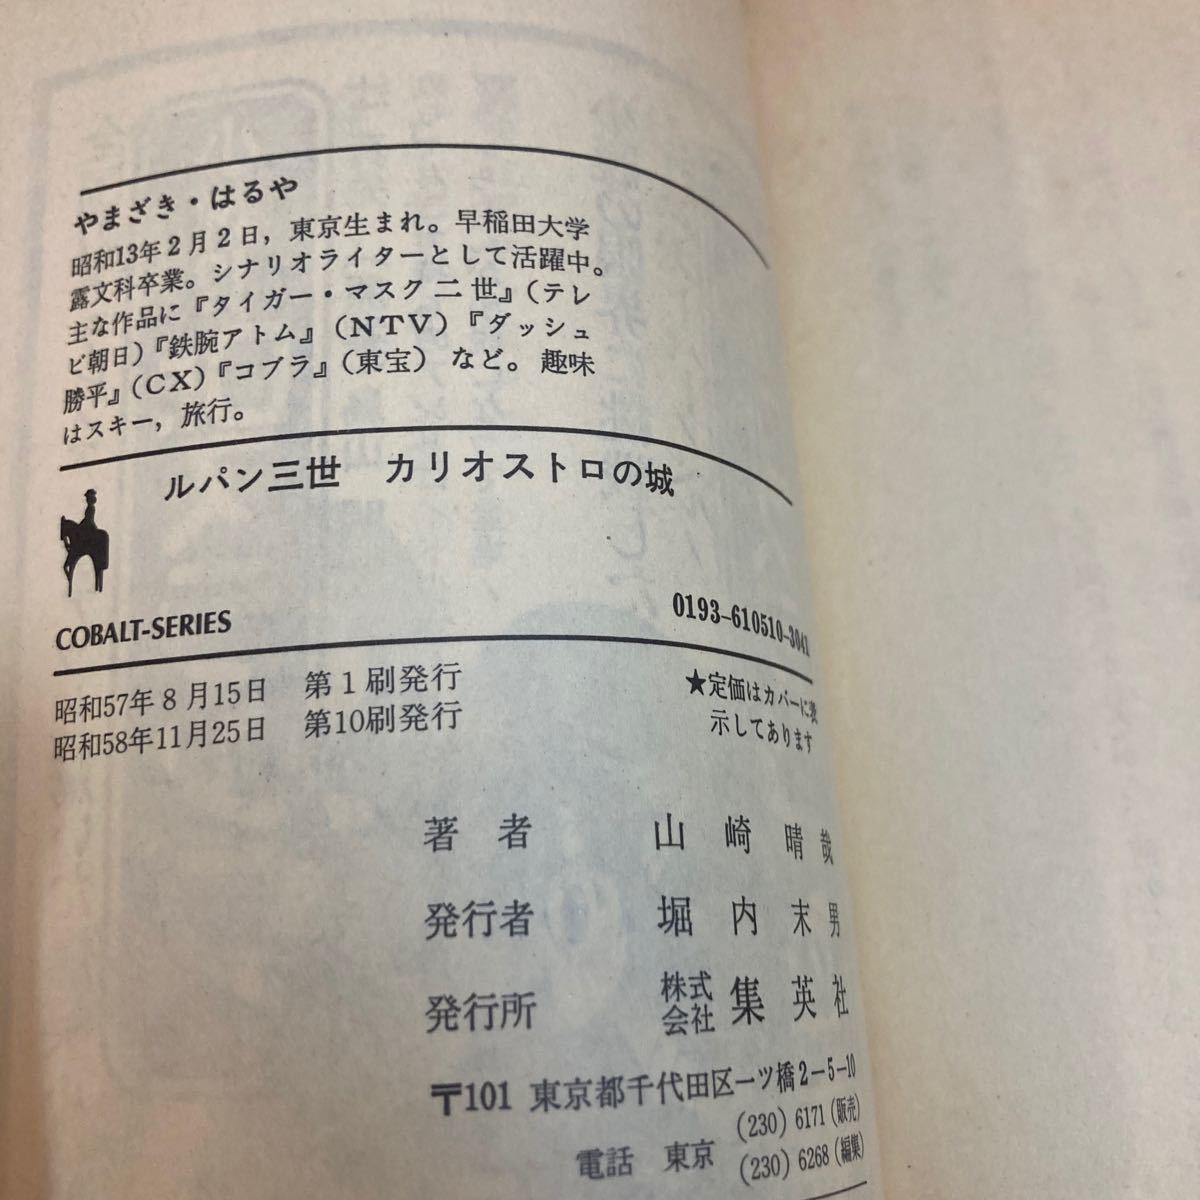 やまざき・はるや
昭和13年2月2日，東京生まれ。早稲田大学
露文科卒業。シナリオライターとして活躍中。
主な作品に『タイガー・マスク二世』（テレ
ビ朝日）『鉄腕アトム』（NTV）『ダッシュ
勝平』（CX）『コブラ』（東宝）など。趣味
はスキー，旅行。
ルパン三世　カリオストロの城
COBALT-SERIES
0193-610510-3041
昭和57年8月15日　第1刷発行
昭和58年11月25日　第10刷発行
★定価はカバーに表
示してあります
著者　山崎晴哉
発行者　堀内末男
発行所　株式会社　集英社
〒101 東京都千代田区一ツ橋2-5-10
(230) 6171（販売）
電話　東京
(230) 6268（編集）